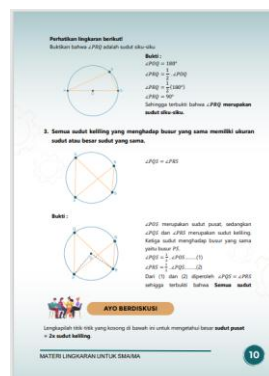 Perhatikan lingkaran berikut!
Buktikan bahwa ∠PRQ adalah sudut siku-siku
Bukti :
∠POQ = 180°
∠PRQ = 1/2 ∠POQ
∠PRQ = 1/2 (180°)
∠PRQ = 90°
Sehingga terbukti bahwa ∠PRQ merupakan
sudut siku-siku.
3. Semua sudut keliling yang menghadap busur yang sama memiliki ukuran
sudut atau besar sudut yang sama.
∠PQS = ∠PRS
Bukti :
∠POS merupakan sudut pusat, sedangkan
∠PQS dan ∠PRS merupakan sudut keliling.
Ketiga sudut menghadap busur yang sama
yaitu busur PS.
∠PQS = 1/2 ∠POS......(1)
∠PRS = 1/2 ∠POS......(2)
Dari (1) dan (2) diperoleh ∠PQS = ∠PRS
sehingga terbukti bahwa Semua sudut
AYO BERDISKUSI
Lengkapilah titik-titik yang kosong di bawah ini untuk mengetahui besar sudut pusat
= 2x sudut keliling
MATERI LINGKARAN UNTUK SMA/MA
10